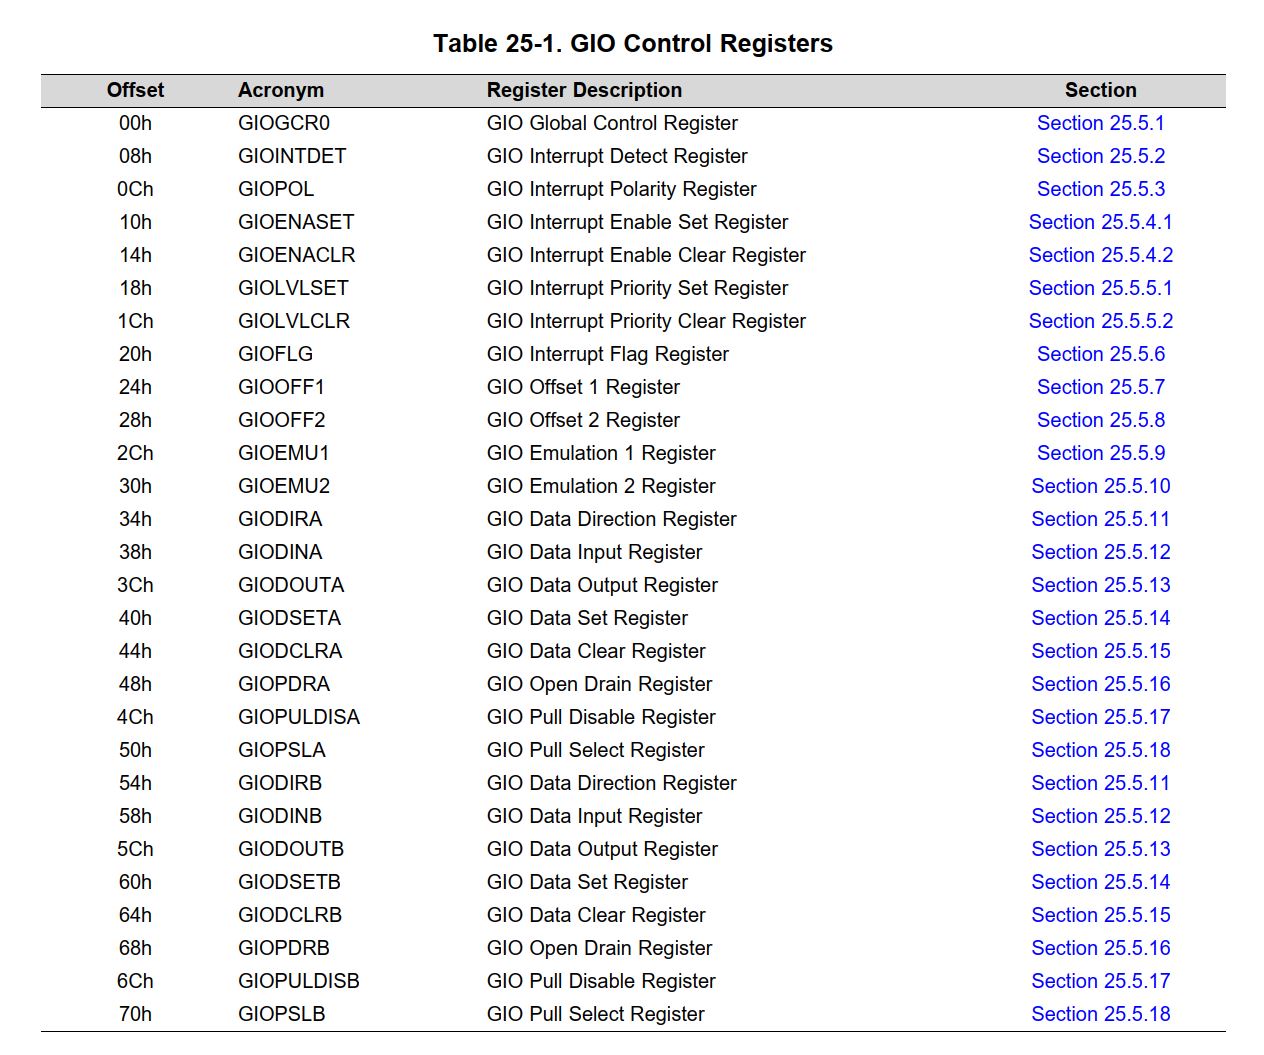 Table 25-1. GIO Control Registers
Offset Acronym Register Description Section
00h GIOGCR0 GIO Global Control Register Section 25.5.1
08h GIOINTDET GIO Interrupt Detect Register Section 25.5.2
0Ch GIOPOL GIO Interrupt Polarity Register Section 25.5.3
10h GIOENASET GIO Interrupt Enable Set Register Section 25.5.4.1
14h GIOENACLR GIO Interrupt Enable Clear Register Section 25.5.4.2
18h GIOLVLSET GIO Interrupt Priority Set Register Section 25.5.5.1
1Ch GIOLVLCLR GIO Interrupt Priority Clear Register Section 25.5.5.2
20h GIOFLG GIO Interrupt Flag Register Section 25.5.6
24h GIOOFF1 GIO Offset 1 Register Section 25.5.7
28h GIOOFF2 GIO Offset 2 Register Section 25.5.8
2Ch GIOEMU1 GIO Emulation 1 Register Section 25.5.9
30h GIOEMU2 GIO Emulation 2 Register Section 25.5.10
34h GIODIRA GIO Data Direction Register Section 25.5.11
38h GIODINA GIO Data Input Register Section 25.5.12
3Ch GIODOUTA GIO Data Output Register Section 25.5.13
40h GIODSETA GIO Data Set Register Section 25.5.14
44h GIODCLRA GIO Data Clear Register Section 25.5.15
48h GIOPDRA GIO Open Drain Register Section 25.5.16
4Ch GIOPULDISA GIO Pull Disable Register Section 25.5.17
50h GIOPSLA GIO Pull Select Register Section 25.5.18
54h GIODIRB GIO Data Direction Register Section 25.5.11
58h GIODINB GIO Data Input Register Section 25.5.12
5Ch GIODOUTB GIO Data Output Register Section 25.5.13
60h GIODSETB GIO Data Set Register Section 25.5.14
64h GIODCLRB GIO Data Clear Register Section 25.5.15
68h GIOPDRB GIO Open Drain Register Section 25.5.16
6Ch GIOPULDISB GIO Pull Disable Register Section 25.5.17
70h GIOPSLB GIO Pull Select Register Section 25.5.18